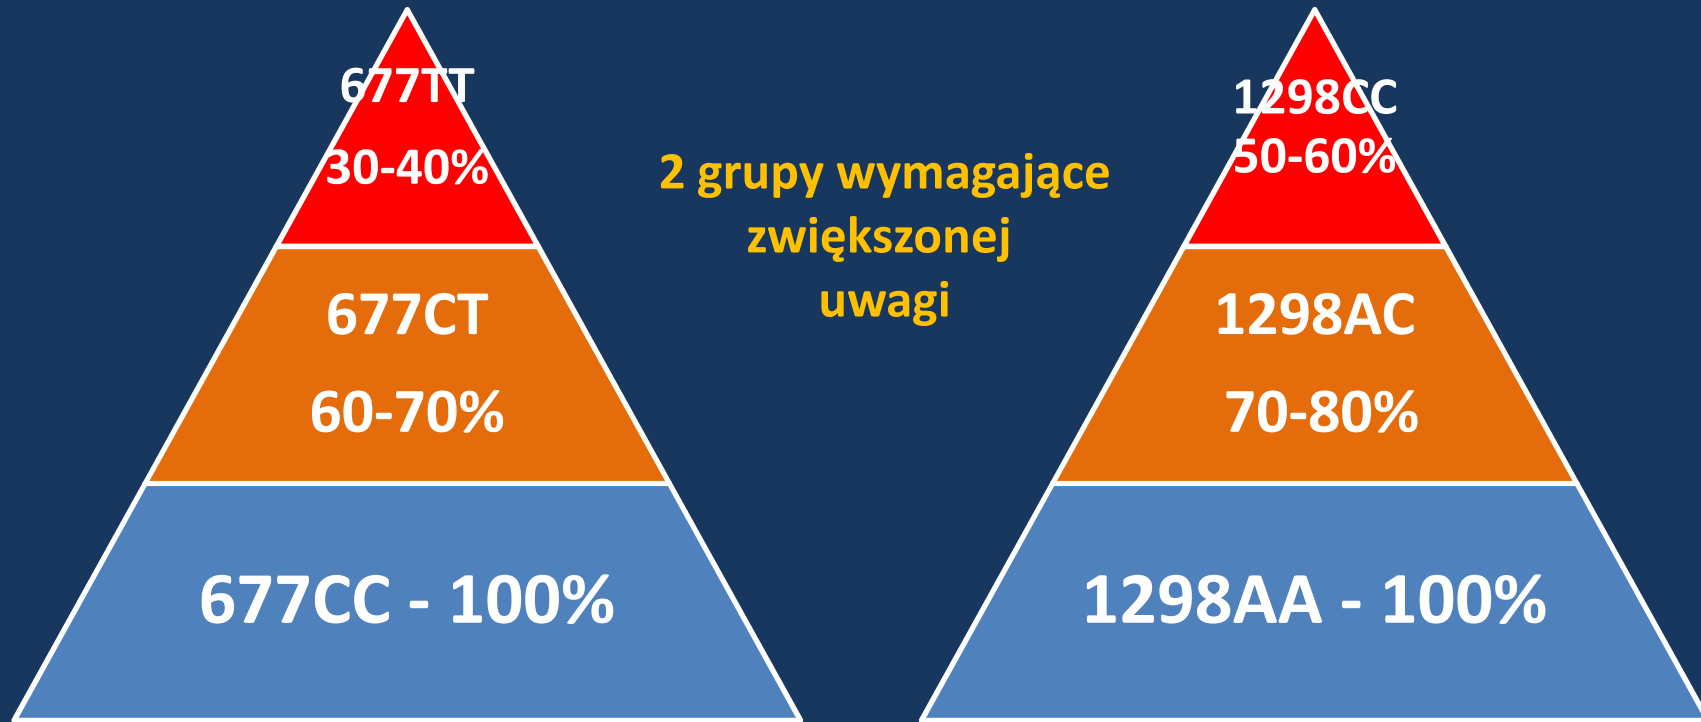 677TT
30-40%
677CT
60-70%
677CC - 100%
2 grupy wymagające
zwiększonej
uwagi
1298CC
50-60%
1298AC
70-80%
1298AA - 100%